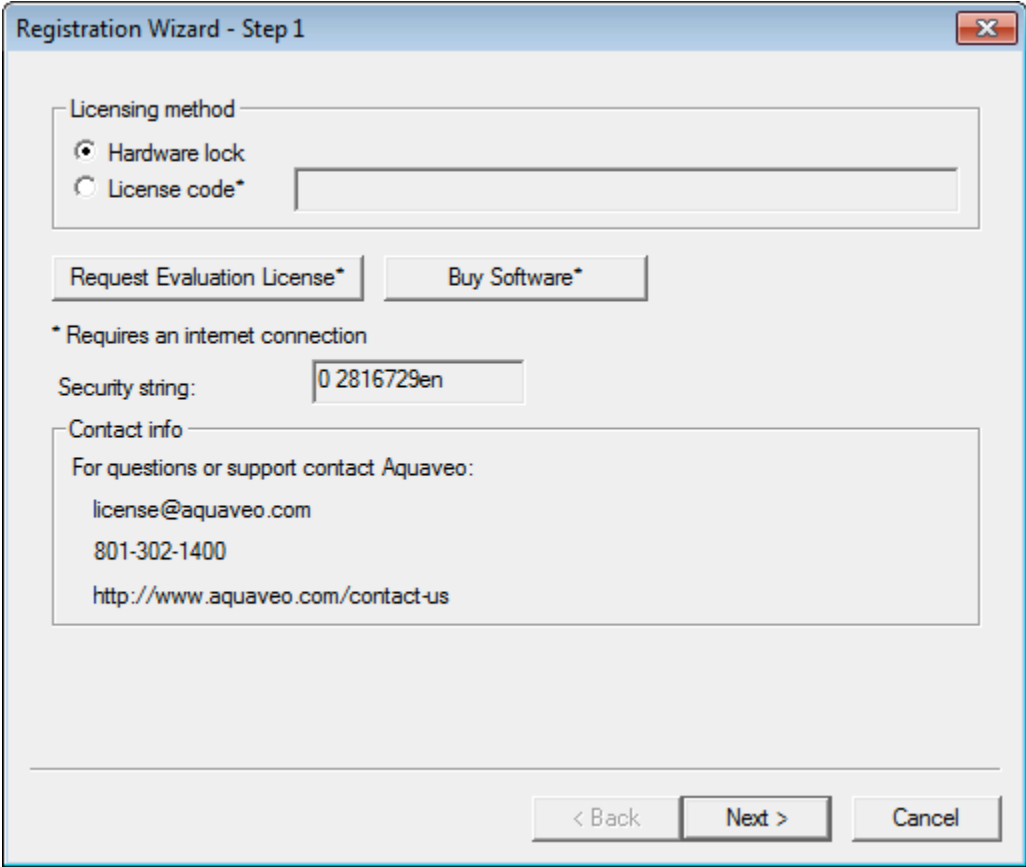 Registration Wizard - Step 1
Licensing method
Hardware lock
License code*
Request Evaluation License* Buy Software*
* Requires an internet connection
Security string: 0 2816729en
Contact info
For questions or support contact Aquaveo:
license@aquaveo.com
801-302-1400
http://www.aquaveo.com/contact-us
< Back Next > Cancel